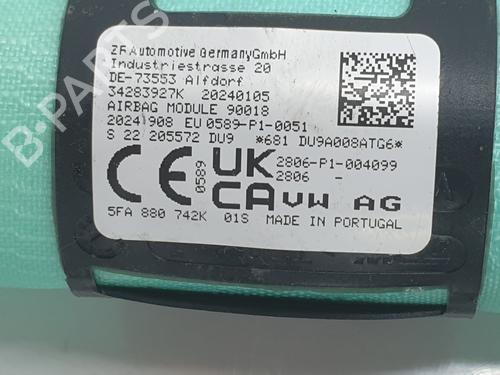 ZF Automotive GermanyGmbH
Industriestrasse 20
DE-73553 Alfdorf
34283927K 20240105
AIRBAG MODULE 90018
20241908 EU0589-P1-0051
S 22 205572 DU9 *681 DU9A008ATG6*
CE 0589 UK CA 2806-P1-004099
2806 -
VW AG
5FA 880 742K 01S MADE IN PORTUGAL
B-PARTS